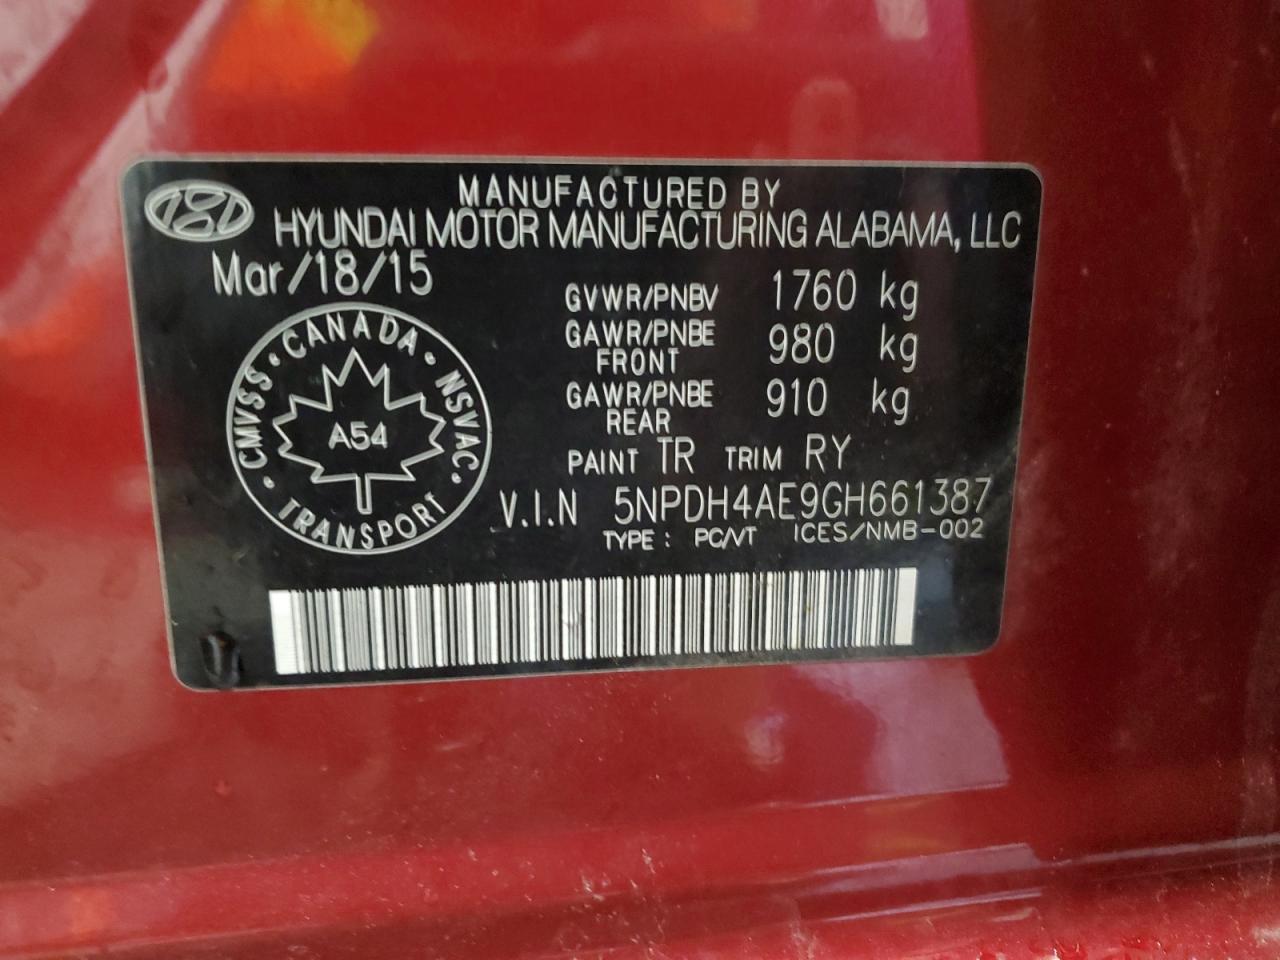 MANUFACTURED BY
HYUNDAI MOTOR MANUFACTURING ALABAMA, LLC
Mar/18/15
GVWR/PNBV 1760 kg
GAWR/PNBE FRONT 980 kg
GAWR/PNBE REAR 910 kg
PAINT TR TRIM RY
V.I.N 5NPDH4AE9GH661387
TYPE : PC/VT ICES/NMB-002
CANADA • NSVAC • TRANSPORT • CMVSS •
A54